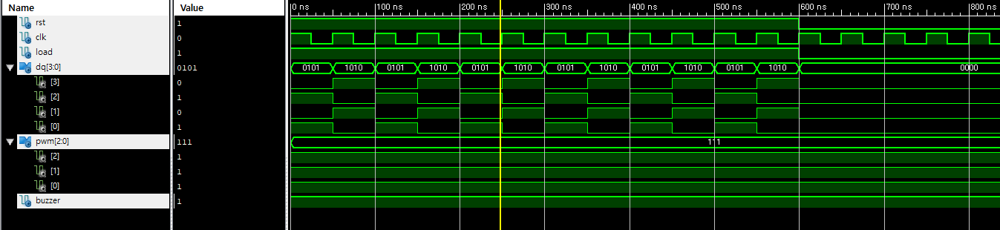 Name Value 0 ns 100 ns 200 ns 300 ns 400 ns 500 ns 600 ns 700 ns 800 ns
rst 1
clk 0
load 1
dq[3:0] 0101 0101 1010 0101 1010 0101 1010 0101 1010 0101 1010 0101 1010 0000
[3] 0
[2] 1
[1] 0
[0] 1
pwm[2:0] 111 111
[2] 1
[1] 1
[0] 1
buzzer 1